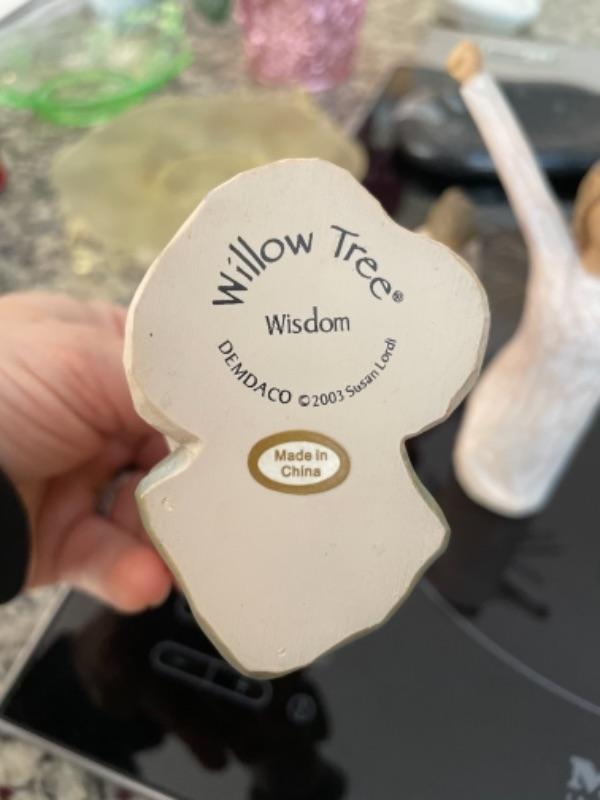 Willow Tree®
Wisdom
DEMDACO ©2003 Susan Lordi
Made in
China